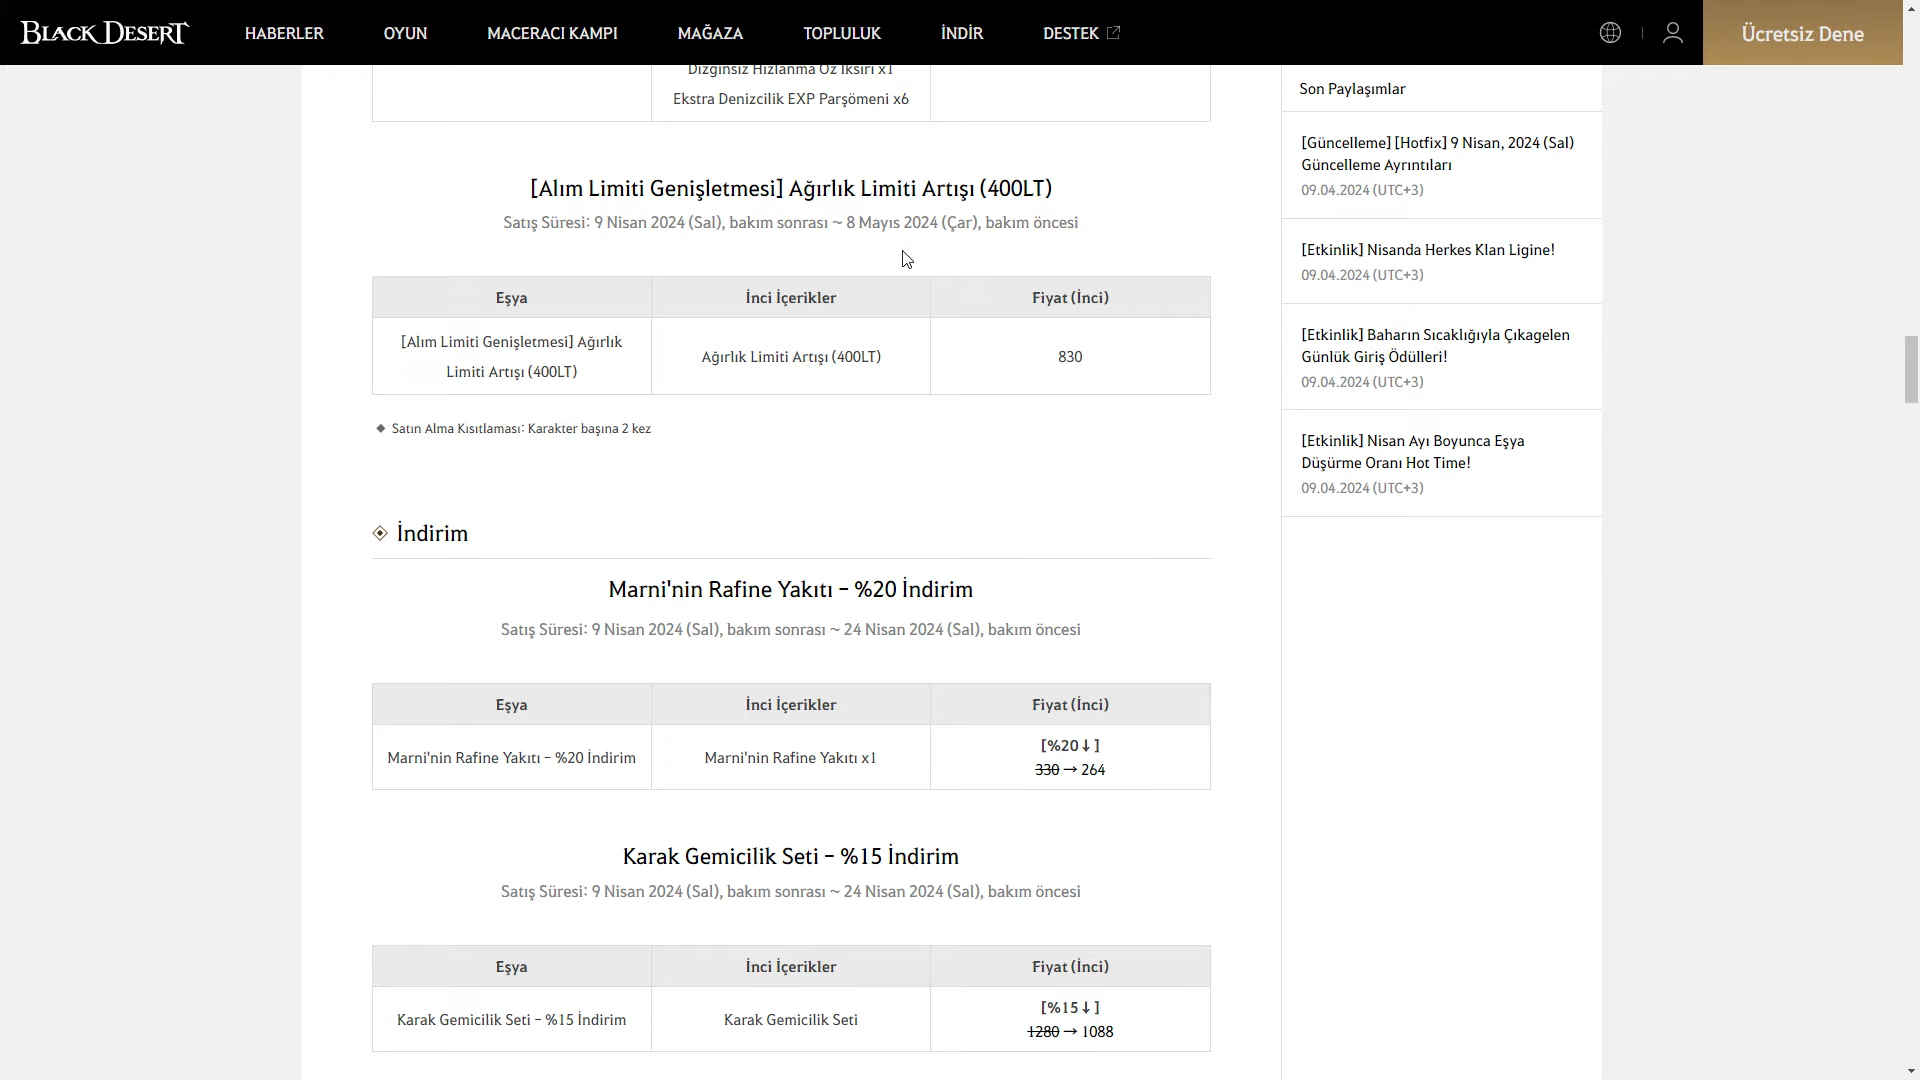 BLACK DESERT
HABERLER
OYUN
MACERACI KAMPI
MAĞAZA
TOPLULUK
İNDİR
DESTEK
Ücretsiz Dene
Dizginsiz Hızlanma Öz İksiri x1
Ekstra Denizcilik EXP Parşömeni x6
[Alım Limiti Genişletmesi] Ağırlık Limiti Artışı (400LT)
Satış Süresi: 9 Nisan 2024 (Sal), bakım sonrası ~ 8 Mayıs 2024 (Çar), bakım öncesi
Eşya
İnci İçerikler
Fiyat (İnci)
[Alım Limiti Genişletmesi] Ağırlık
Limiti Artışı (400LT)
Ağırlık Limiti Artışı (400LT)
830
◆ Satın Alma Kısıtlaması: Karakter başına 2 kez
İndirim
Marni'nin Rafine Yakıtı – %20 İndirim
Satış Süresi: 9 Nisan 2024 (Sal), bakım sonrası ~ 24 Nisan 2024 (Sal), bakım öncesi
Eşya
İnci İçerikler
Fiyat (İnci)
Marni'nin Rafine Yakıtı – %20 İndirim
Marni'nin Rafine Yakıtı x1
[%20↓]
330 → 264
Karak Gemicilik Seti – %15 İndirim
Satış Süresi: 9 Nisan 2024 (Sal), bakım sonrası ~ 24 Nisan 2024 (Sal), bakım öncesi
Eşya
İnci İçerikler
Fiyat (İnci)
Karak Gemicilik Seti – %15 İndirim
Karak Gemicilik Seti
[%15↓]
1280 → 1088
Son Paylaşımlar
[Güncelleme] [Hotfix] 9 Nisan, 2024 (Sal)
Güncelleme Ayrıntıları
09.04.2024 (UTC+3)
[Etkinlik] Nisanda Herkes Klan Ligine!
09.04.2024 (UTC+3)
[Etkinlik] Baharın Sıcaklığıyla Çıkagelen
Günlük Giriş Ödülleri!
09.04.2024 (UTC+3)
[Etkinlik] Nisan Ayı Boyunca Eşya
Düşürme Oranı Hot Time!
09.04.2024 (UTC+3)